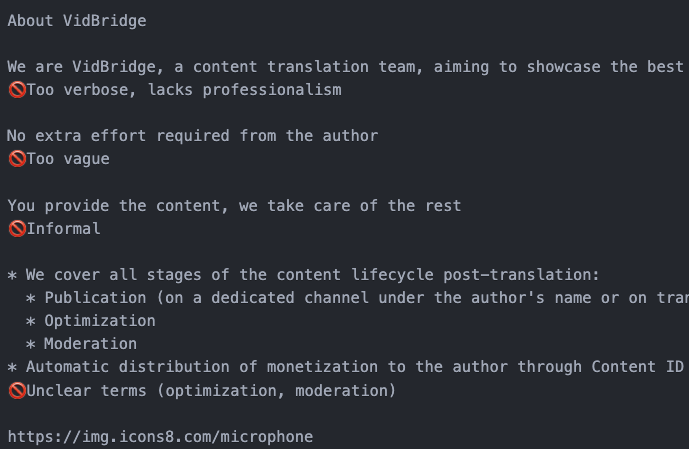 About VidBridge
We are VidBridge, a content translation team, aiming to showcase the best
🚫Too verbose, lacks professionalism
No extra effort required from the author
🚫Too vague
You provide the content, we take care of the rest
🚫Informal
* We cover all stages of the content lifecycle post-translation:
* Publication (on a dedicated channel under the author's name or on
* Optimization
* Moderation
* Automatic distribution of monetization to the author through Content ID
🚫Unclear terms (optimization, moderation)
https://img.icons8.com/microphone